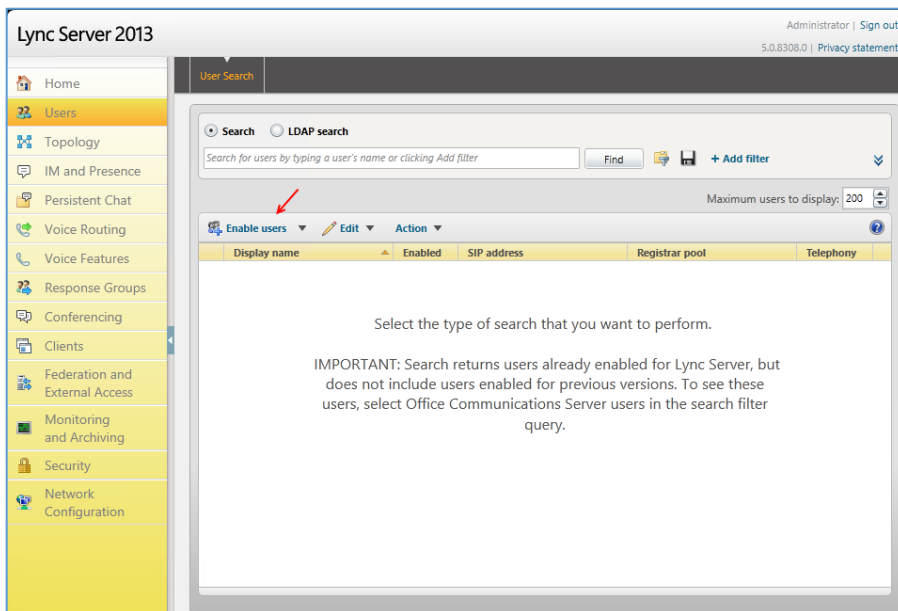 Lync Server 2013
Administrator | Sign out
5.0.8308.0 | Privacy statement
Home
Users
Topology
IM and Presence
Persistent Chat
Voice Routing
Voice Features
Response Groups
Conferencing
Clients
Federation and
External Access
Monitoring
and Archiving
Security
Network
Configuration
User Search
Search LDAP search
Search for users by typing a user's name or clicking Add filter Find + Add filter
Maximum users to display: 200
Enable users Edit Action
Display name Enabled SIP address Registrar pool Telephony
Select the type of search that you want to perform.
IMPORTANT: Search returns users already enabled for Lync Server, but
does not include users enabled for previous versions. To see these
users, select Office Communications Server users in the search filter
query.